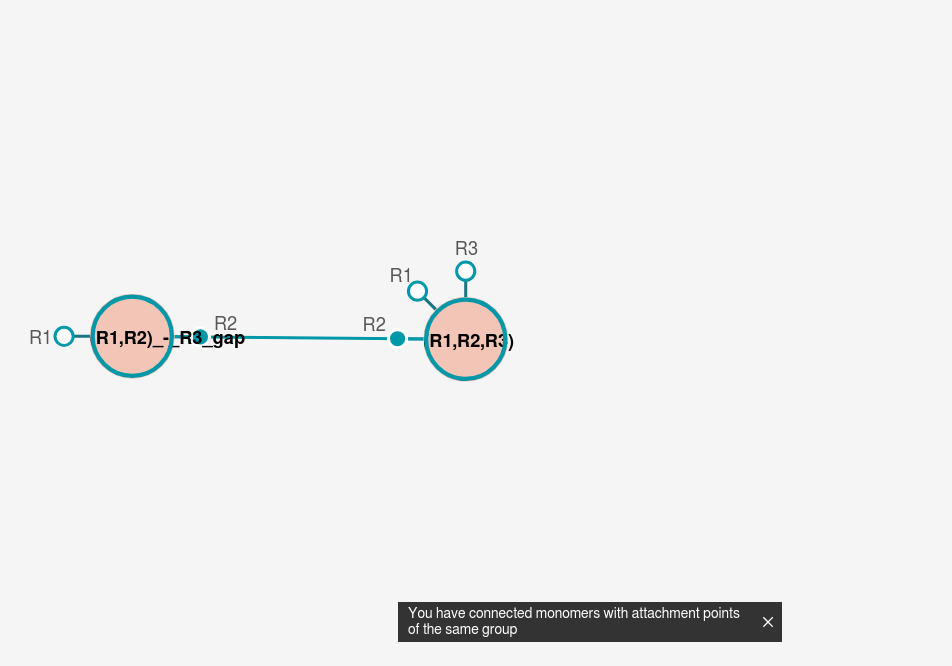 R3
R1
R2
R2
R1
R1,R2)_-_R3_gap
(R1,R2,R3)
You have connected monomers with attachment points
of the same group